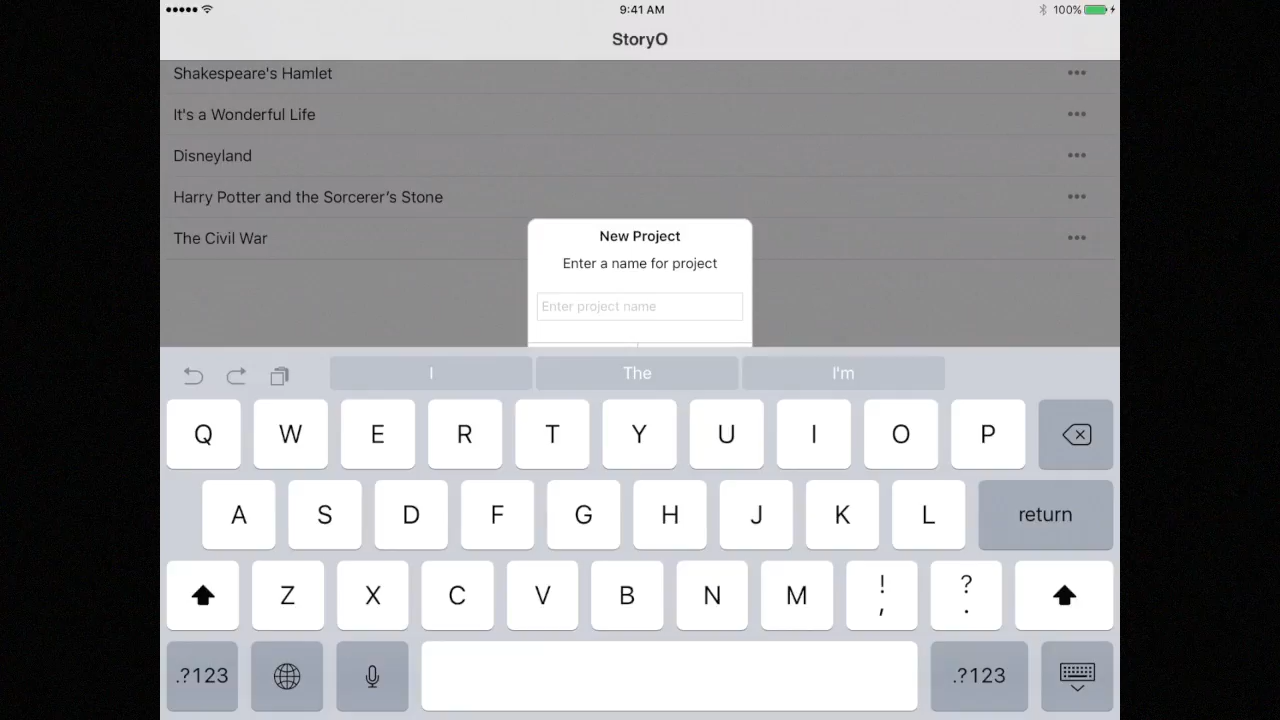 9:41 AM
100%
StoryO
Shakespeare's Hamlet
It's a Wonderful Life
Disneyland
Harry Potter and the Sorcerer’s Stone
The Civil War
New Project
Enter a name for project
Enter project name
I The I'm
Q W E R T Y U I O P
A S D F G H J K L return
Z X C V B N M ! , ? .
.?123 .?123